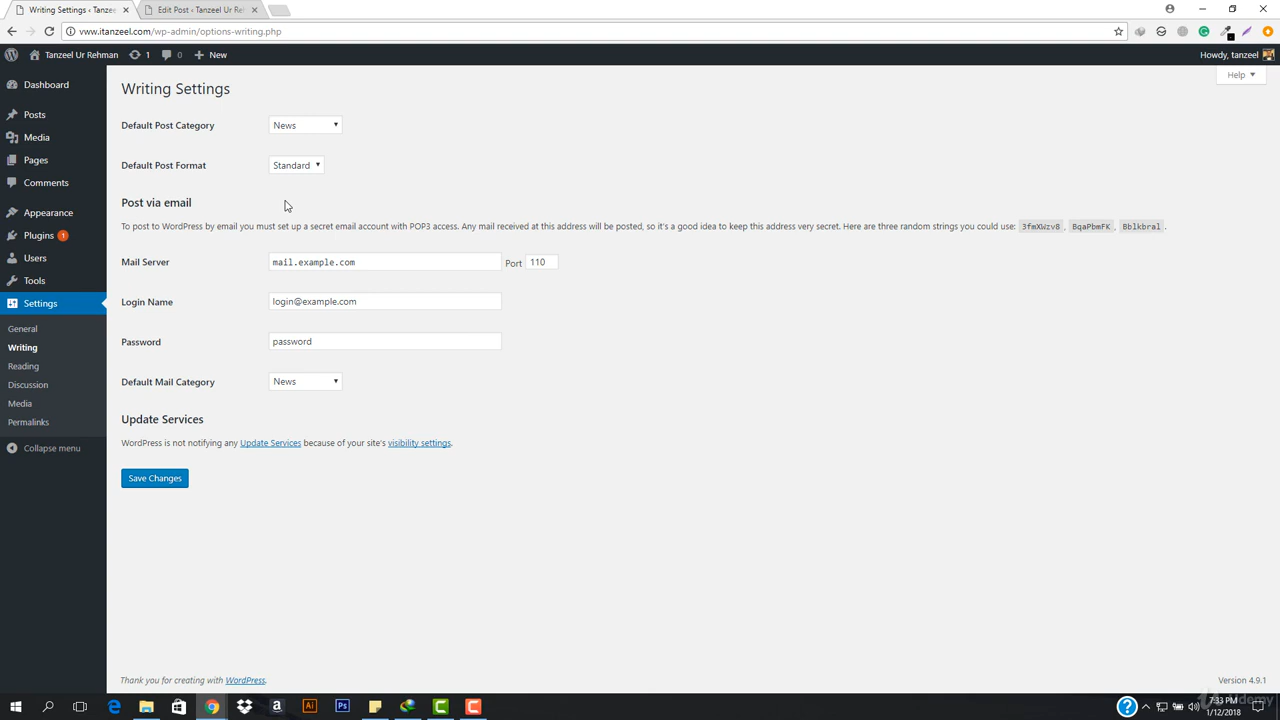 Writing Settings ‹ Tanzee
Edit Post ‹ Tanzeel Ur Reh
www.itanzeel.com/wp-admin/options-writing.php
Tanzeel Ur Rehman
1
0
New
Howdy, tanzeel
Help
Dashboard
Posts
Media
Pages
Comments
Appearance
Plugins 1
Users
Tools
Settings
General
Writing
Reading
Discussion
Media
Permalinks
Collapse menu
Writing Settings
Default Post Category News
Default Post Format Standard
Post via email
To post to WordPress by email you must set up a secret email account with POP3 access. Any mail received at this address will be posted, so it's a good idea to keep this address very secret. Here are three random strings you could use: 3fmXWzv8 , BqaPbmFK , Bblkbral .
Mail Server mail.example.com Port 110
Login Name login@example.com
Password password
Default Mail Category News
Update Services
WordPress is not notifying any Update Services because of your site's visibility settings.
Save Changes
Thank you for creating with WordPress.
Version 4.9.1
Udemy
7:33 PM
1/12/2018